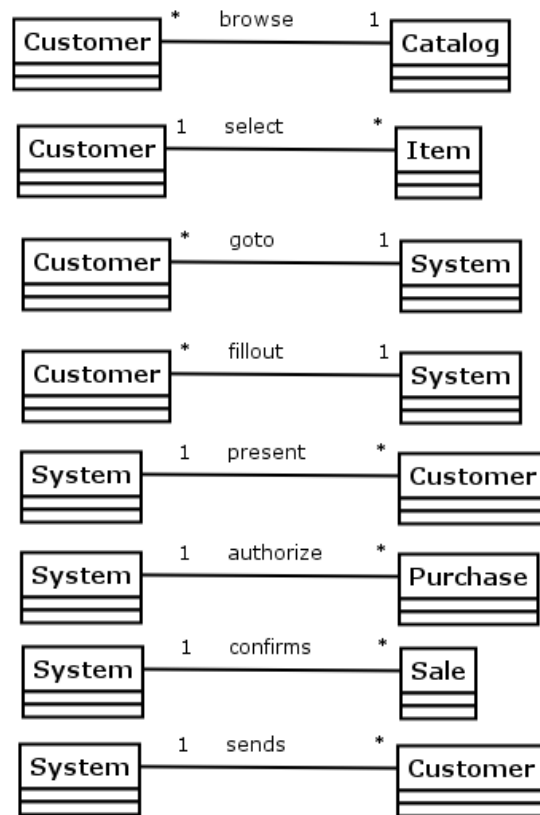 * browse 1
Customer Catalog
1 select *
Customer Item
* goto 1
Customer System
* fillout 1
Customer System
1 present *
System Customer
1 authorize *
System Purchase
1 confirms *
System Sale
1 sends *
System Customer